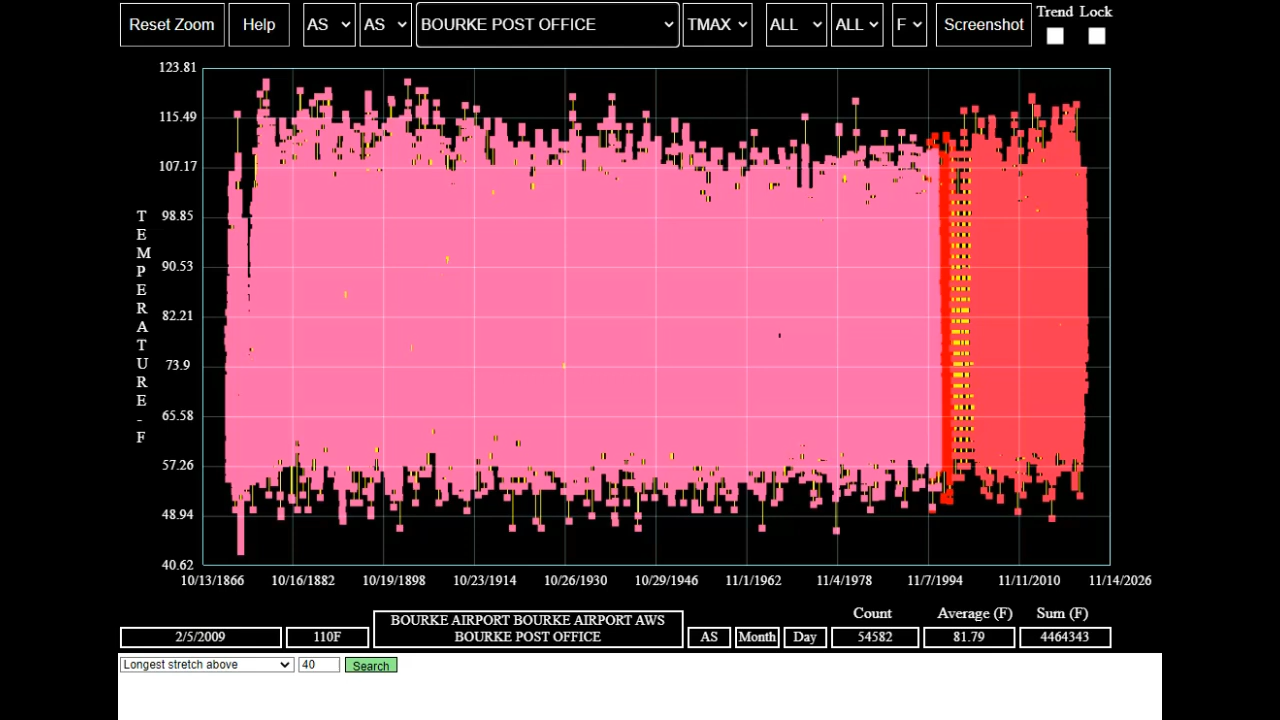 Reset Zoom Help AS AS BOURKE POST OFFICE TMAX ALL ALL F Screenshot Trend Lock
123.81
115.49
107.17
98.85
90.53
82.21
73.9
65.58
57.26
48.94
40.62
TEMPERATURE - F
10/13/1866 10/16/1882 10/19/1898 10/23/1914 10/26/1930 10/29/1946 11/1/1962 11/4/1978 11/7/1994 11/11/2010 11/14/2026
Count Average (F) Sum (F)
BOURKE AIRPORT BOURKE AIRPORT AWS
2/5/2009 110F BOURKE POST OFFICE AS Month Day 54582 81.79 4464343
Longest stretch above 40 Search